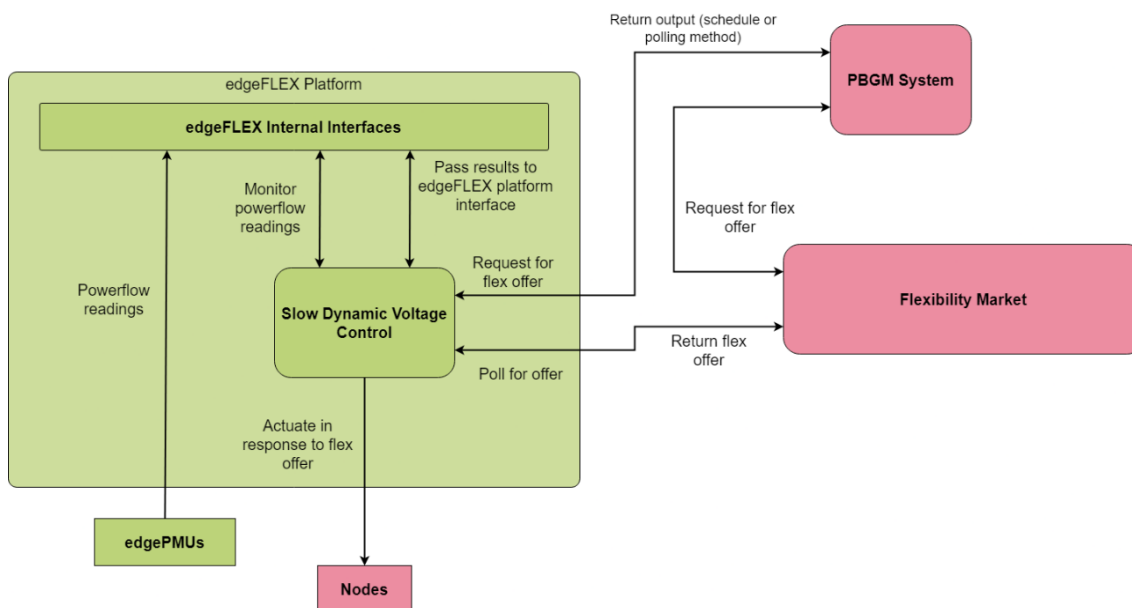 Return output (schedule or
polling method)
PBGM System
edgeFLEX Platform
edgeFLEX Internal Interfaces
Monitor
powerflow
readings
Pass results to
edgeFLEX platform
interface
Request for flex
offer
Powerflow
readings
Request for
flex offer
Slow Dynamic Voltage
Control
Flexibility Market
Return flex
offer
Poll for offer
Actuate in
response to flex
offer
edgePMUs
Nodes